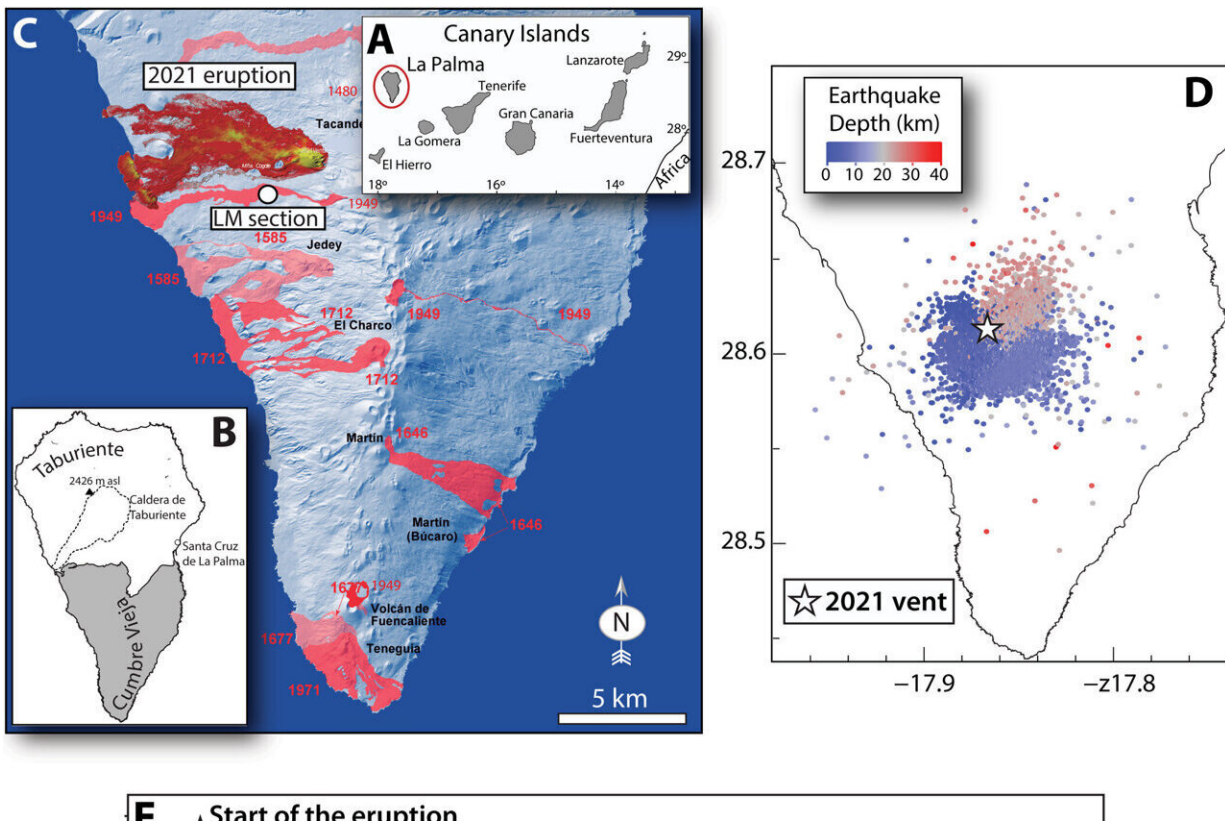 C
2021 eruption
1480
Tacande
1949
LM section
1949
1585
Jedey
1585
1712
El Charco
1949
1949
1712
1712
Martín
1646
Martín
(Búcaro)
1646
1949
Volcán de
Fuencaliente
1677
Teneguía
1971
N
5 km
A
Canary Islands
La Palma
Lanzarote
29º
Tenerife
Gran Canaria
La Gomera
Fuerteventura
28º
El Hierro
Africa
18º
16º
14º
B
Taburiente
2426 m asl
Caldera de
Taburiente
Santa Cruz
de La Palma
Cumbre Vieja
D
Earthquake
Depth (km)
0 10 20 30 40
28.7
28.6
28.5
2021 vent
−17.9
−z17.8
E
Start of the eruption